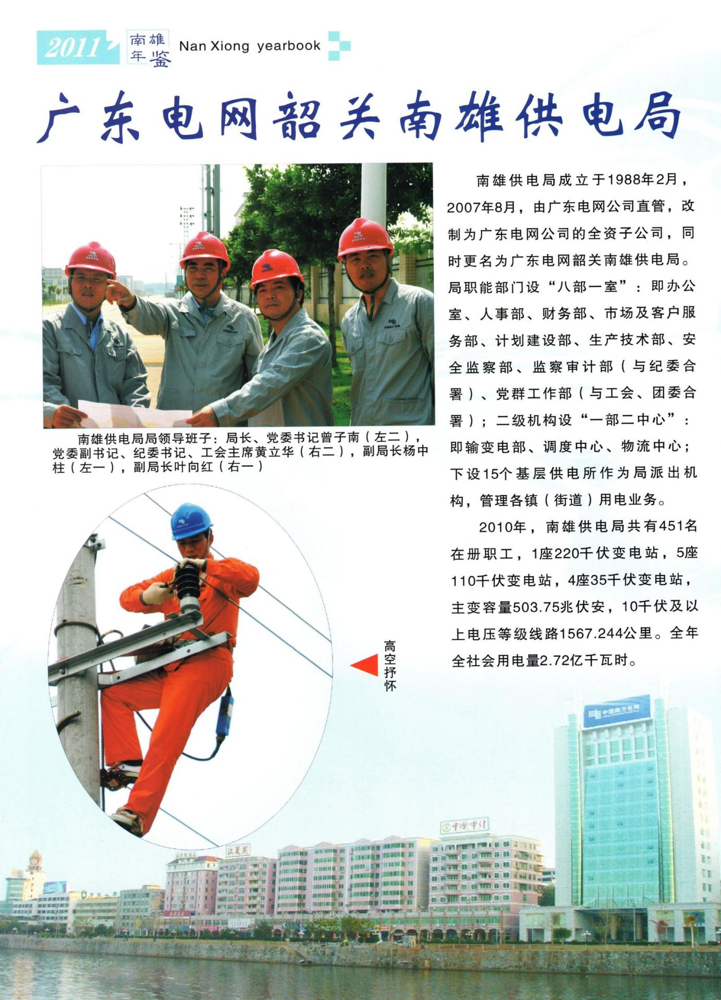 2011
南雄
年鉴
Nan Xiong yearbook
广东电网韶关南雄供电局
南雄供电局成立于1988年2月，
2007年8月，由广东电网公司直管，改
制为广东电网公司的全资子公司，同
时更名为广东电网韶关南雄供电局。
局职能部门设“八部一室”：即办公
室、人事部、财务部、市场及客户服
务部、计划建设部、生产技术部、安
全监察部、监察审计部（与纪委合
署）、党群工作部（与工会、团委合
署）；二级机构设“一部二中心”：
即输变电部、调度中心、物流中心；
下设15个基层供电所作为局派出机
构，管理各镇（街道）用电业务。
2010年，南雄供电局共有451名
在册职工，1座220千伏变电站，5座
110千伏变电站，4座35千伏变电站，
主变容量503.75兆伏安，10千伏及以
上电压等级线路1567.244公里。全年
全社会用电量2.72亿千瓦时。
南雄供电局局领导班子：局长、党委书记曾子南（左二），
党委副书记、纪委书记、工会主席黄立华（右二），副局长杨中
柱（左一），副局长叶向红（右一）
高空抒怀
中国南方电网
中国审计
江夏苑